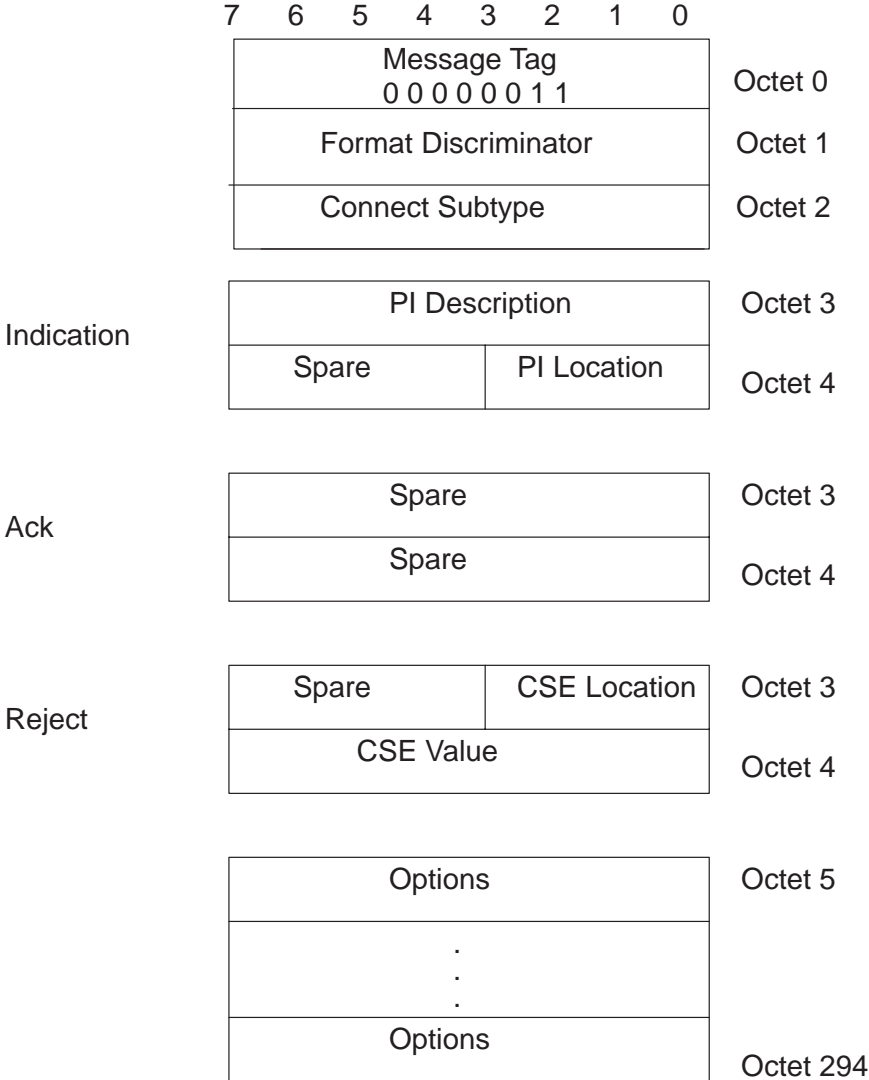 7 6 5 4 3 2 1 0
Message Tag
0 0 0 0 0 0 1 1
Octet 0
Format Discriminator
Octet 1
Connect Subtype
Octet 2
Indication
PI Description
Octet 3
Spare
PI Location
Octet 4
Ack
Spare
Octet 3
Spare
Octet 4
Reject
Spare
CSE Location
Octet 3
CSE Value
Octet 4
Options
Octet 5
.
.
.
Options
Octet 294